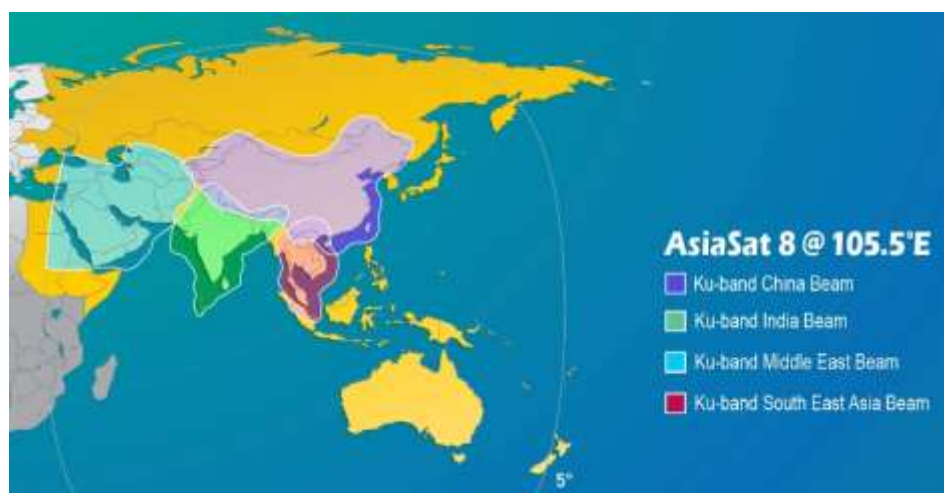 AsiaSat 8 @ 105.5°E
Ku-band China Beam
Ku-band India Beam
Ku-band Middle East Beam
Ku-band South East Asia Beam
5°